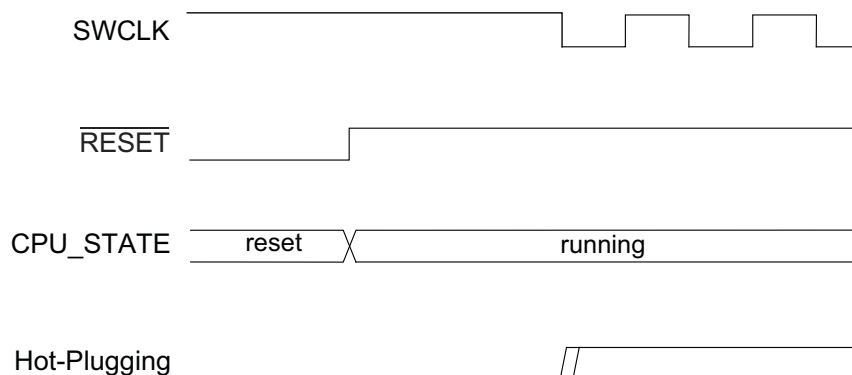 SWCLK
RESET
CPU_STATE
reset
running
Hot-Plugging